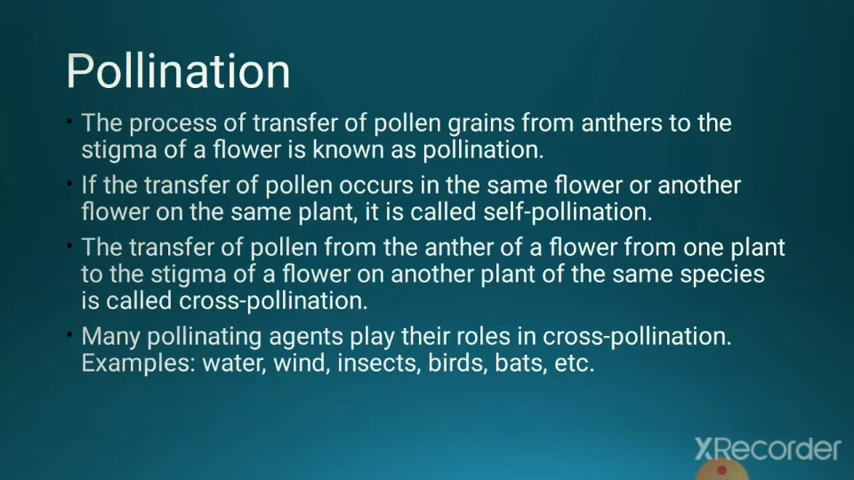 Pollination
• The process of transfer of pollen grains from anthers to the
stigma of a flower is known as pollination.
• If the transfer of pollen occurs in the same flower or another
flower on the same plant, it is called self-pollination.
• The transfer of pollen from the anther of a flower from one plant
to the stigma of a flower on another plant of the same species
is called cross-pollination.
• Many pollinating agents play their roles in cross-pollination.
Examples: water, wind, insects, birds, bats, etc.
XRecorder